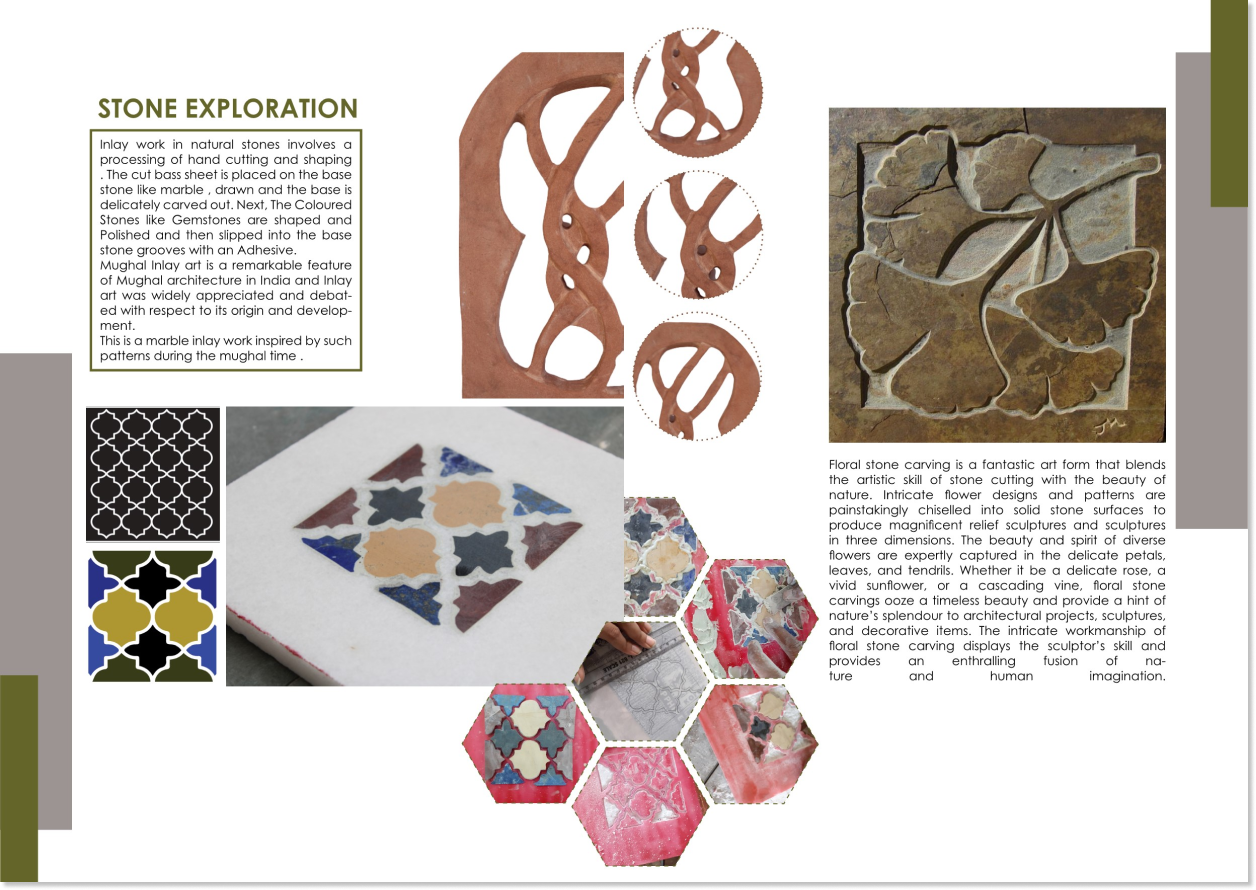 STONE EXPLORATION
Inlay work in natural stones involves a
processing of hand cutting and shaping
. The cut bass sheet is placed on the base
stone like marble , drawn and the base is
delicately carved out. Next, The Coloured
Stones like Gemstones are shaped and
Polished and then slipped into the base
stone grooves with an Adhesive.
Mughal Inlay art is a remarkable feature
of Mughal architecture in India and Inlay
art was widely appreciated and debat-
ed with respect to its origin and develop-
ment.
This is a marble inlay work inspired by such
patterns during the mughal time .
Floral stone carving is a fantastic art form that blends
the artistic skill of stone cutting with the beauty of
nature. Intricate flower designs and patterns are
painstakingly chiselled into solid stone surfaces to
produce magnificent relief sculptures and sculptures
in three dimensions. The beauty and spirit of diverse
flowers are expertly captured in the delicate petals,
leaves, and tendrils. Whether it be a delicate rose, a
vivid sunflower, or a cascading vine, floral stone
carvings ooze a timeless beauty and provide a hint of
nature's splendour to architectural projects, sculptures,
and decorative items. The intricate workmanship of
floral stone carving displays the sculptor's skill and
provides an enthralling fusion of na-
ture and human imagination.